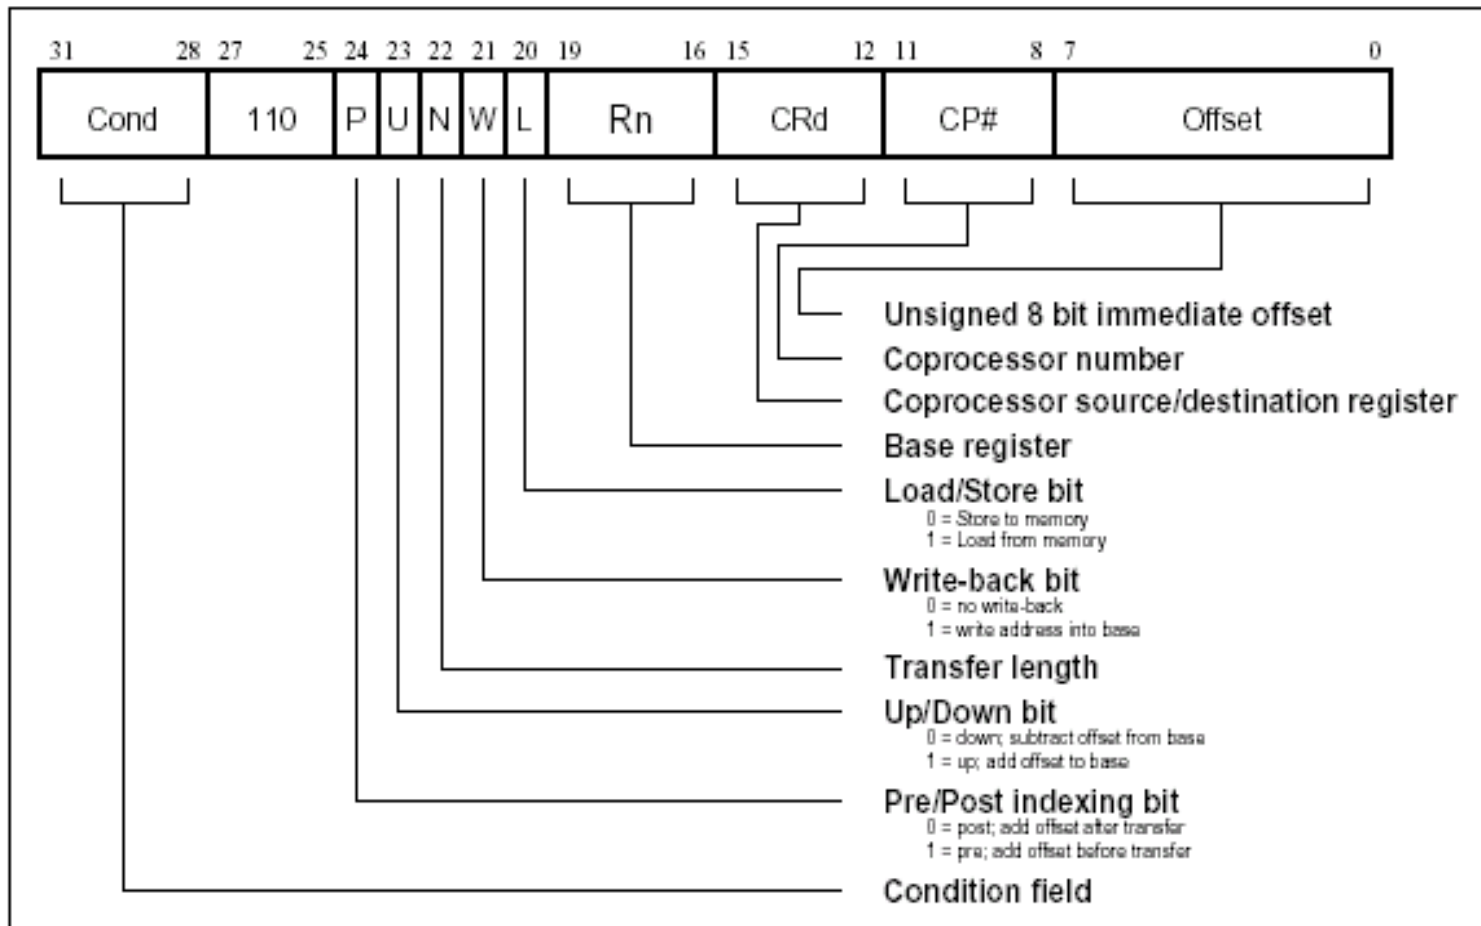 31 28 27 25 24 23 22 21 20 19 16 15 12 11 8 7 0
Cond 110 P U N W L Rn CRd CP# Offset
Unsigned 8 bit immediate offset
Coprocessor number
Coprocessor source/destination register
Base register
Load/Store bit
0 = Store to memory
1 = Load from memory
Write-back bit
0 = no write-back
1 = write address into base
Transfer length
Up/Down bit
0 = down; subtract offset from base
1 = up; add offset to base
Pre/Post indexing bit
0 = post; add offset after transfer
1 = pre; add offset before transfer
Condition field